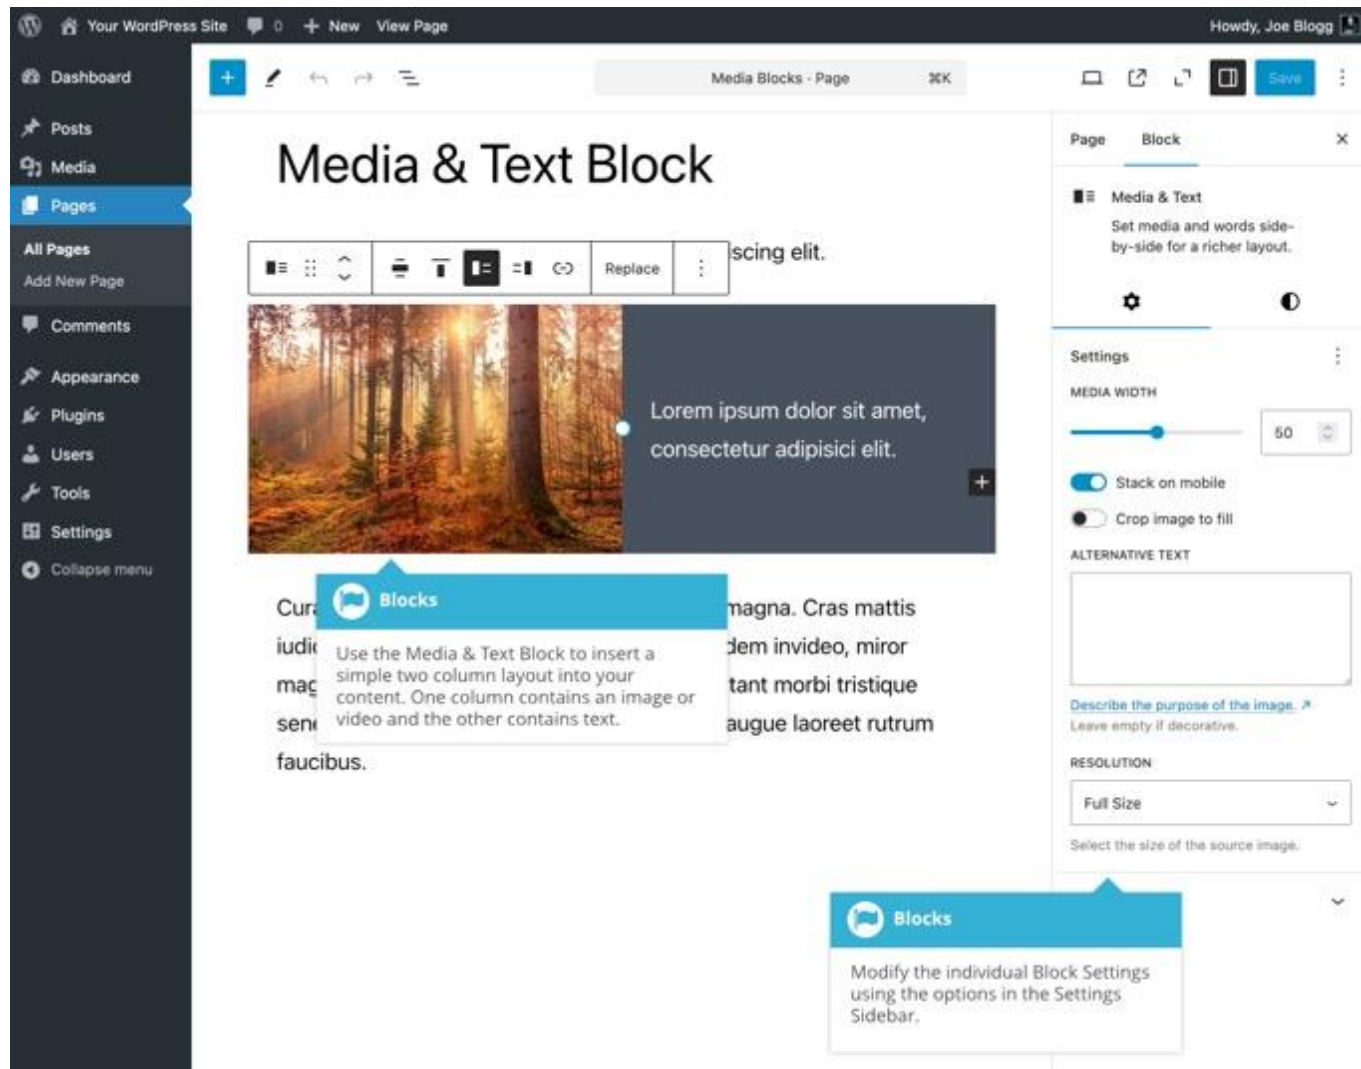 Your WordPress Site 0 New View Page Howdy, Joe Blogg
Dashboard
Posts
Media
Pages
All Pages
Add New Page
Comments
Appearance
Plugins
Users
Tools
Settings
Collapse menu
Media Blocks - Page ⌘K Save
Media & Text Block
scing elit.
Replace
Lorem ipsum dolor sit amet,
consectetur adipisici elit.
Cura magna. Cras mattis
iudic dem invideo, miror
mag tant morbi tristique
sene augue laoreet rutrum
faucibus.
Blocks
Use the Media & Text Block to insert a
simple two column layout into your
content. One column contains an image or
video and the other contains text.
Page Block
Media & Text
Set media and words side-
by-side for a richer layout.
Settings
MEDIA WIDTH
50
Stack on mobile
Crop image to fill
ALTERNATIVE TEXT
Describe the purpose of the image.
Leave empty if decorative.
RESOLUTION
Full Size
Select the size of the source image.
Blocks
Modify the individual Block Settings
using the options in the Settings
Sidebar.